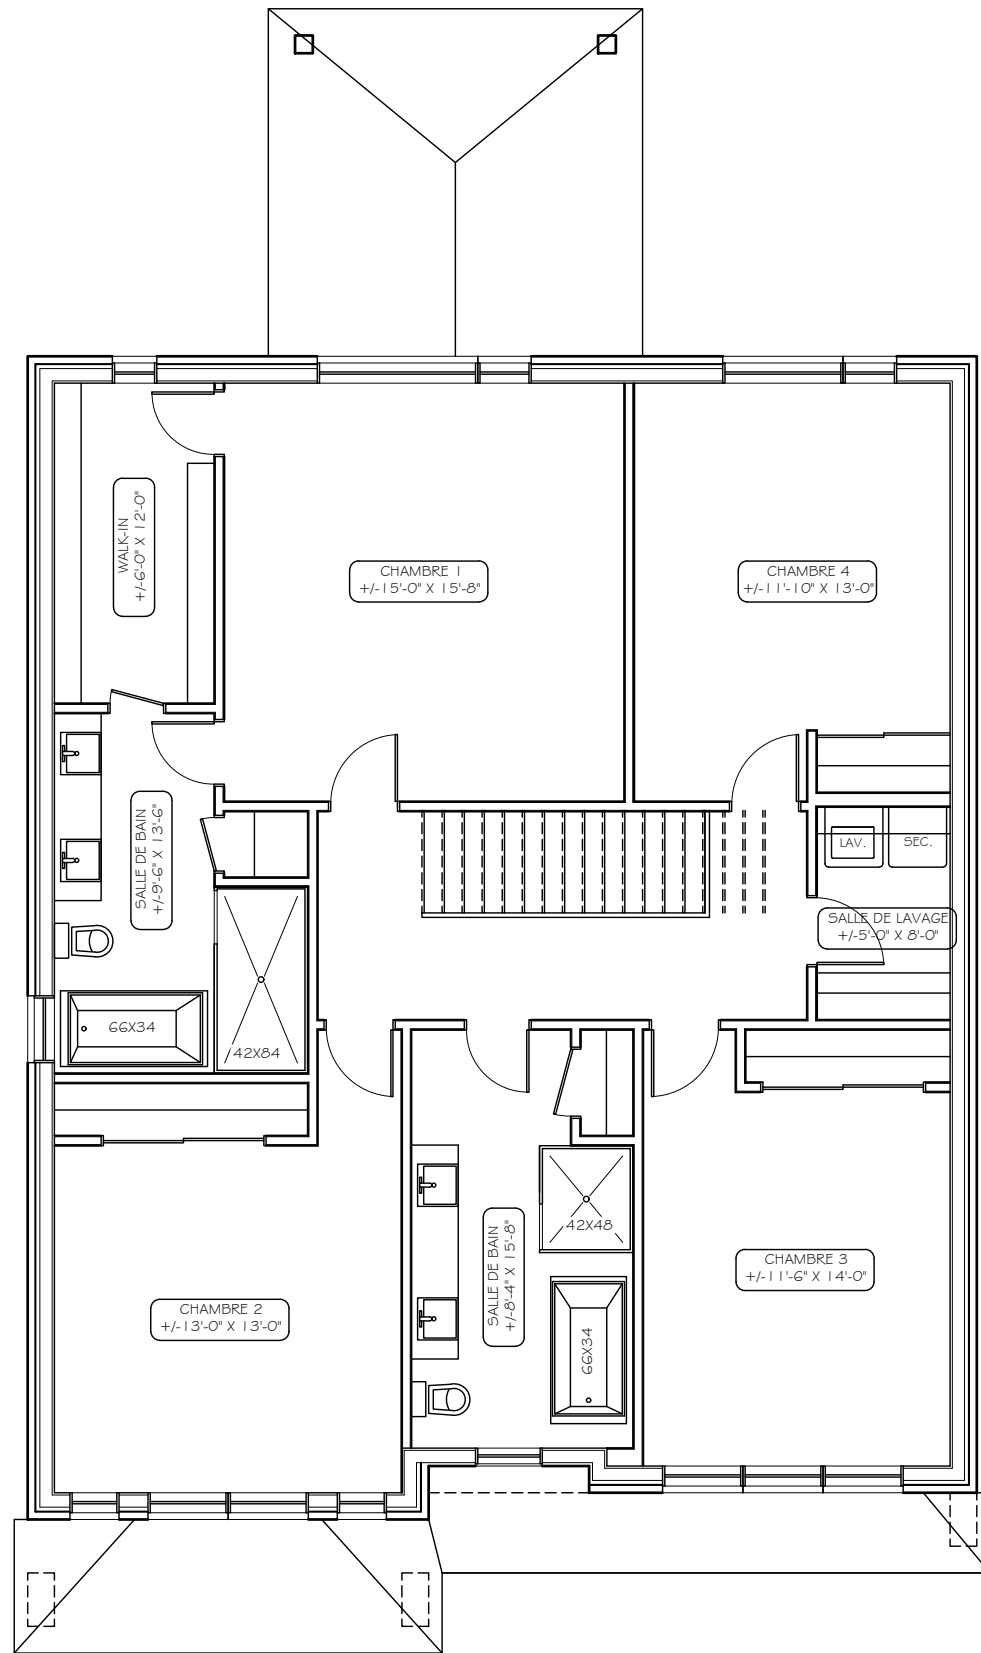 WALK-IN
+/-6'-0" X 12'-0"
CHAMBRE 1
+/-15'-0" X 15'-8"
CHAMBRE 4
+/-11'-10" X 13'-0"
SALLE DE BAIN
+/-9'-6" X 13'-6"
LAV.
SEC.
SALLE DE LAVAGE
+/-5'-0" X 8'-0"
66X34
42X84
CHAMBRE 2
+/-13'-0" X 13'-0"
SALLE DE BAIN
+/-8'-4" X 15'-8"
42X48
66X34
CHAMBRE 3
+/-11'-6" X 14'-0"